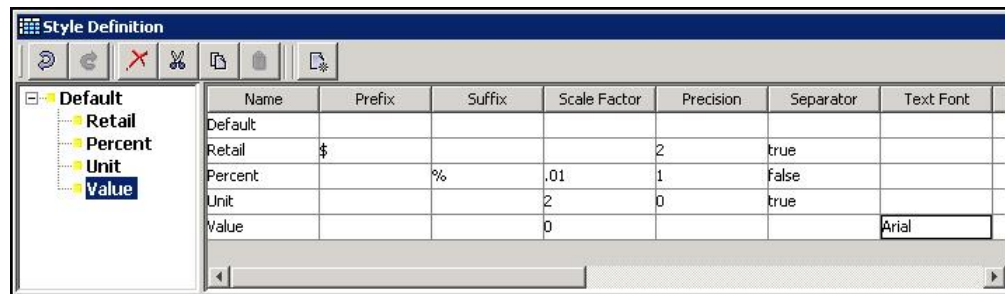 Style Definition
Default
Retail
Percent
Unit
Value
Name Prefix Suffix Scale Factor Precision Separator Text Font
Default
Retail $ 2 true
Percent % .01 1 false
Unit 2 0 true
Value 0 Arial